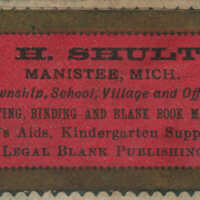 H. SHULT
MANISTEE, MICH.
wnship, School, Village and Off
ING, BINDING AND BLANK BOOK M
's Aids, Kindergarten Supp
LEGAL BLANK PUBLISHIN